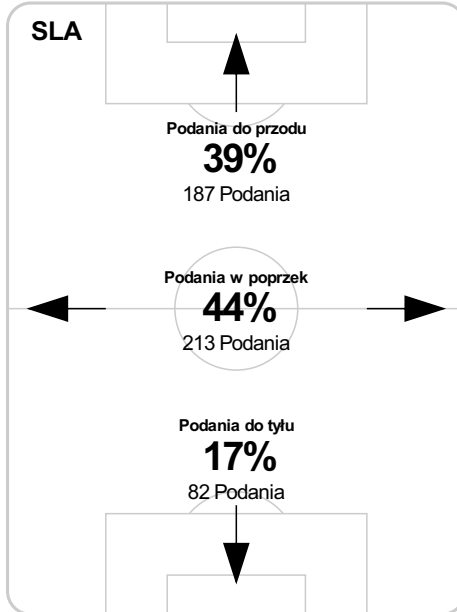 SLA
Podania do przodu
39%
187 Podania
Podania w poprzek
44%
213 Podania
Podania do tyłu
17%
82 Podania